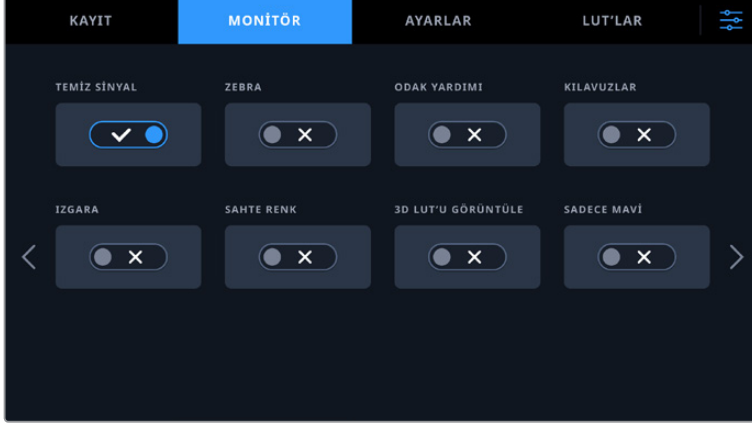 KAYIT MONİTÖR AYARLAR LUT'LAR
TEMİZ SİNYAL ZEBRA ODAK YARDIMI KILAVUZLAR
IZGARA SAHTE RENK 3D LUT'U GÖRÜNTÜLE SADECE MAVİ